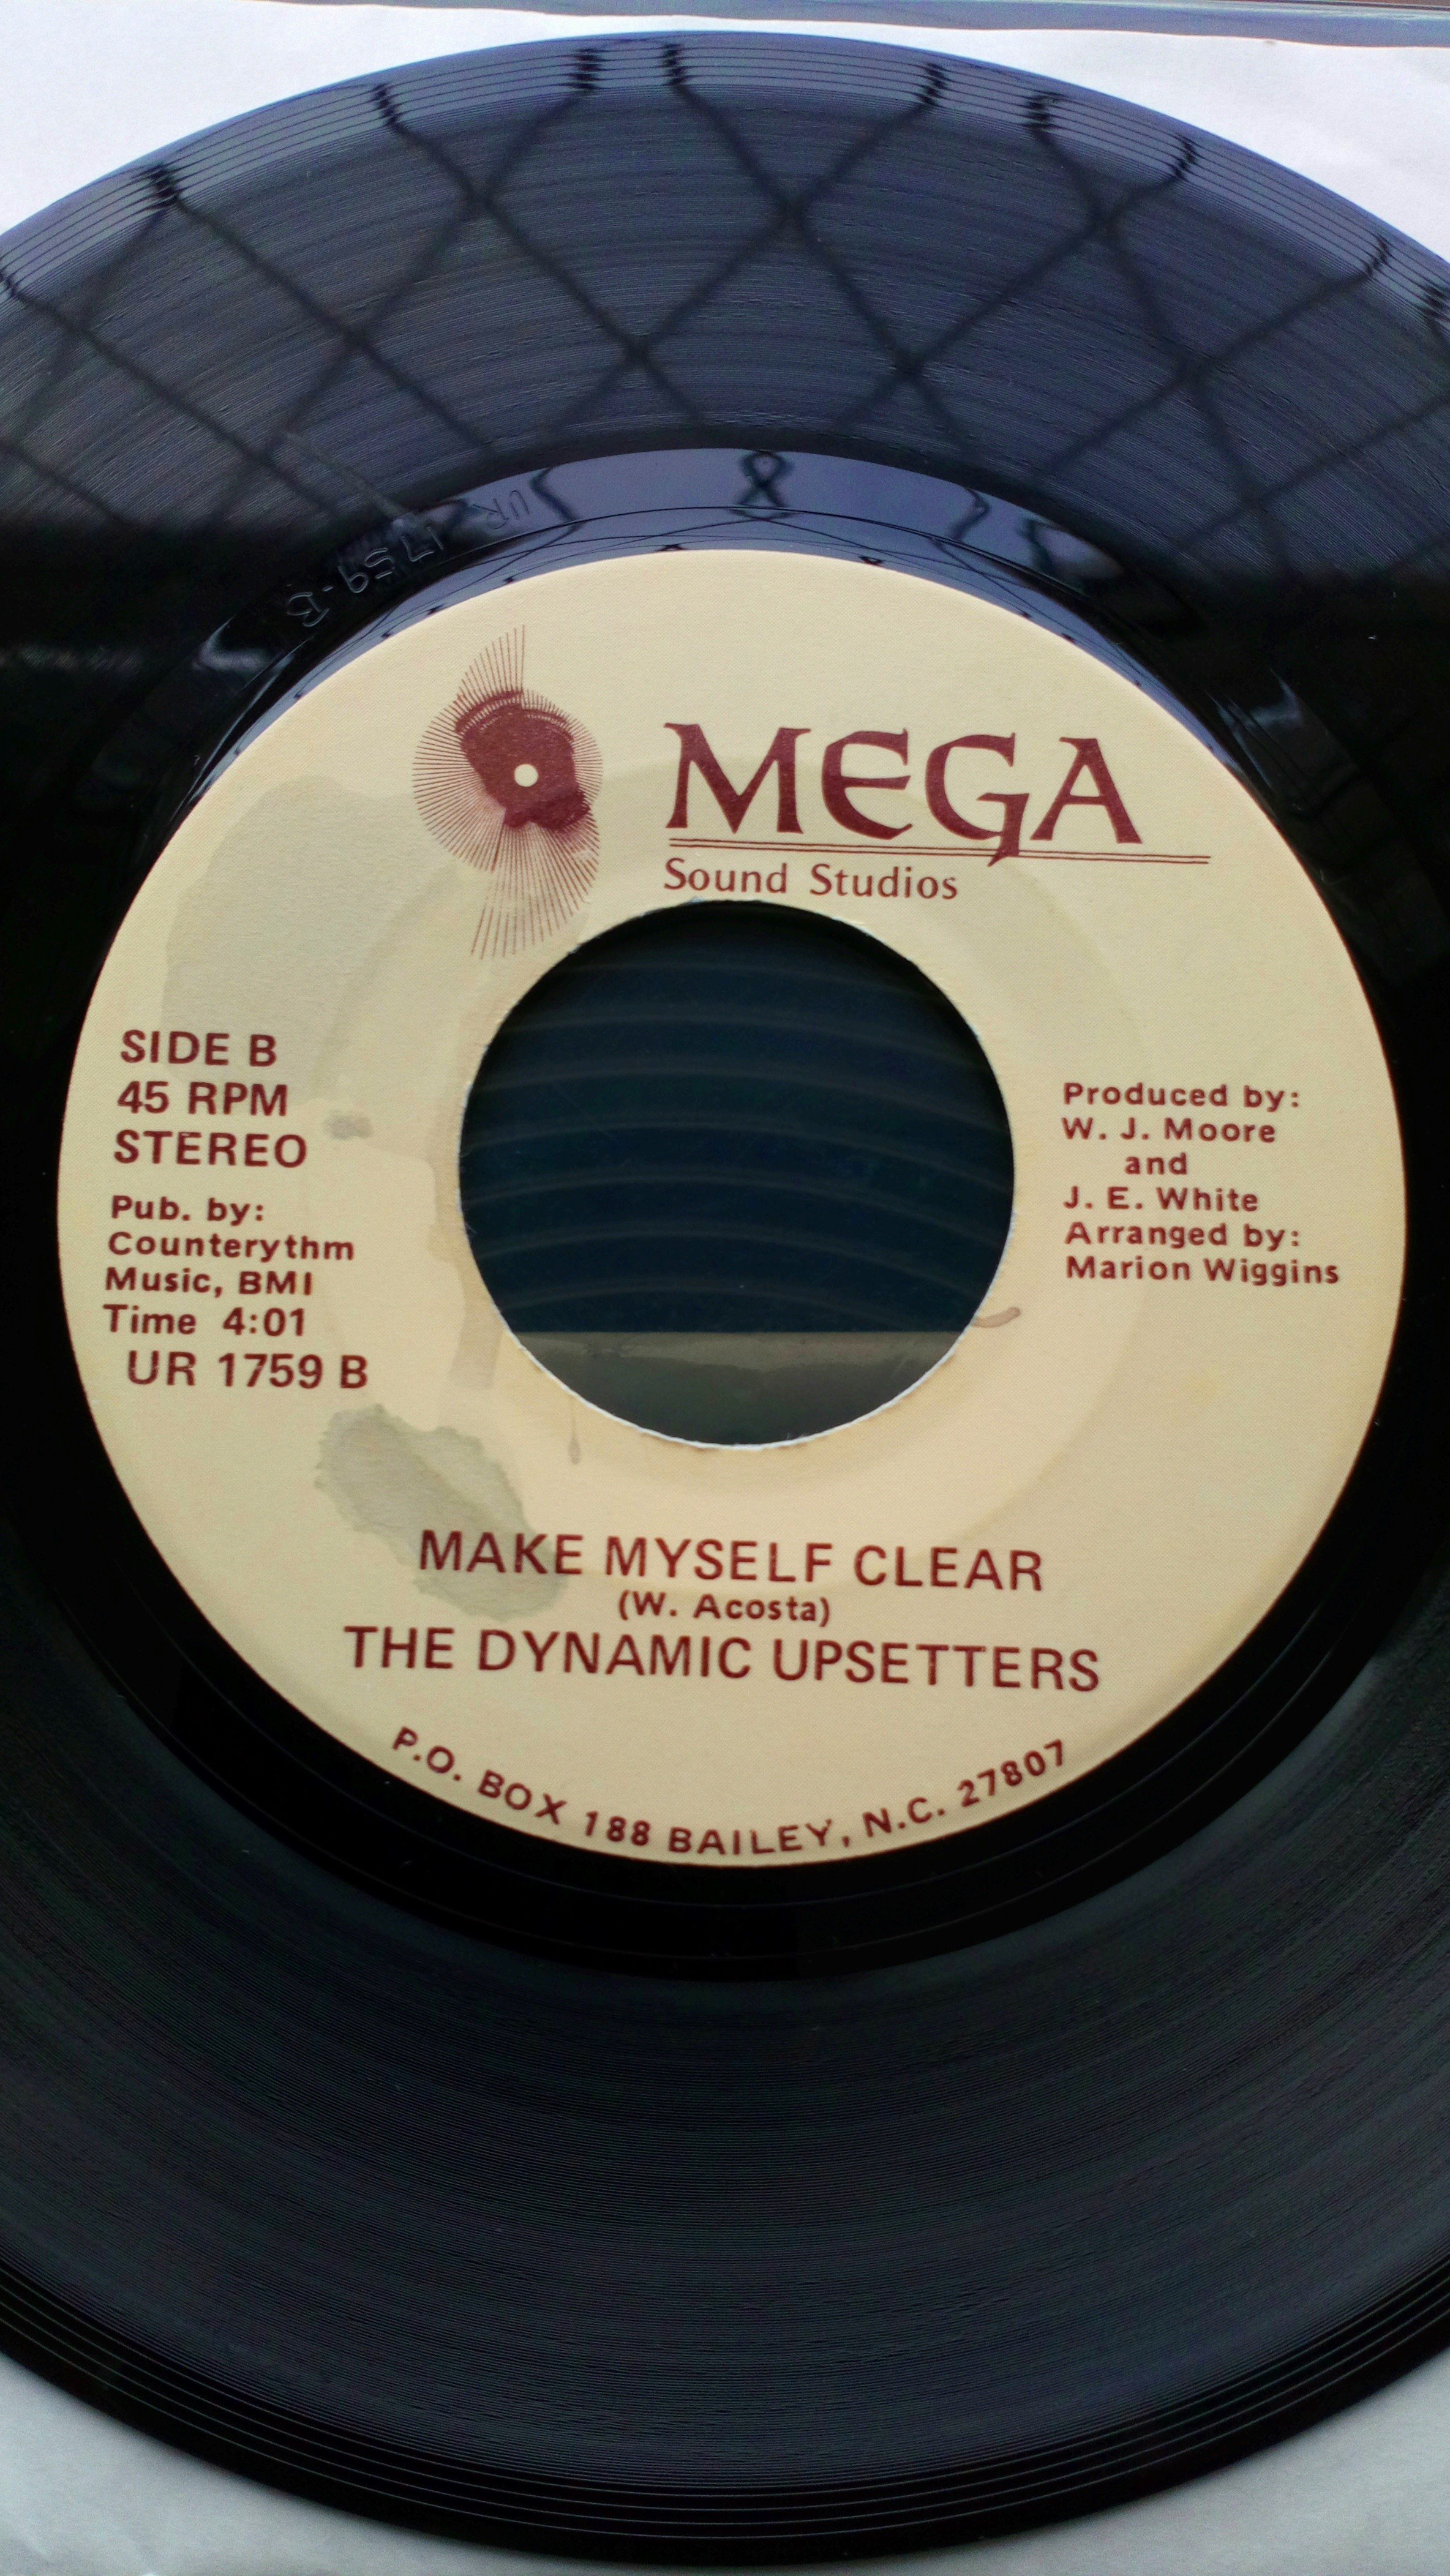 UR 1759-B
MEGA
Sound Studios
SIDE B
45 RPM
STEREO
Pub. by:
Counterythm
Music, BMI
Time 4:01
UR 1759 B
Produced by:
W. J. Moore
and
J. E. White
Arranged by:
Marion Wiggins
MAKE MYSELF CLEAR
(W. Acosta)
THE DYNAMIC UPSETTERS
P.O. BOX 188 BAILEY, N.C. 27807